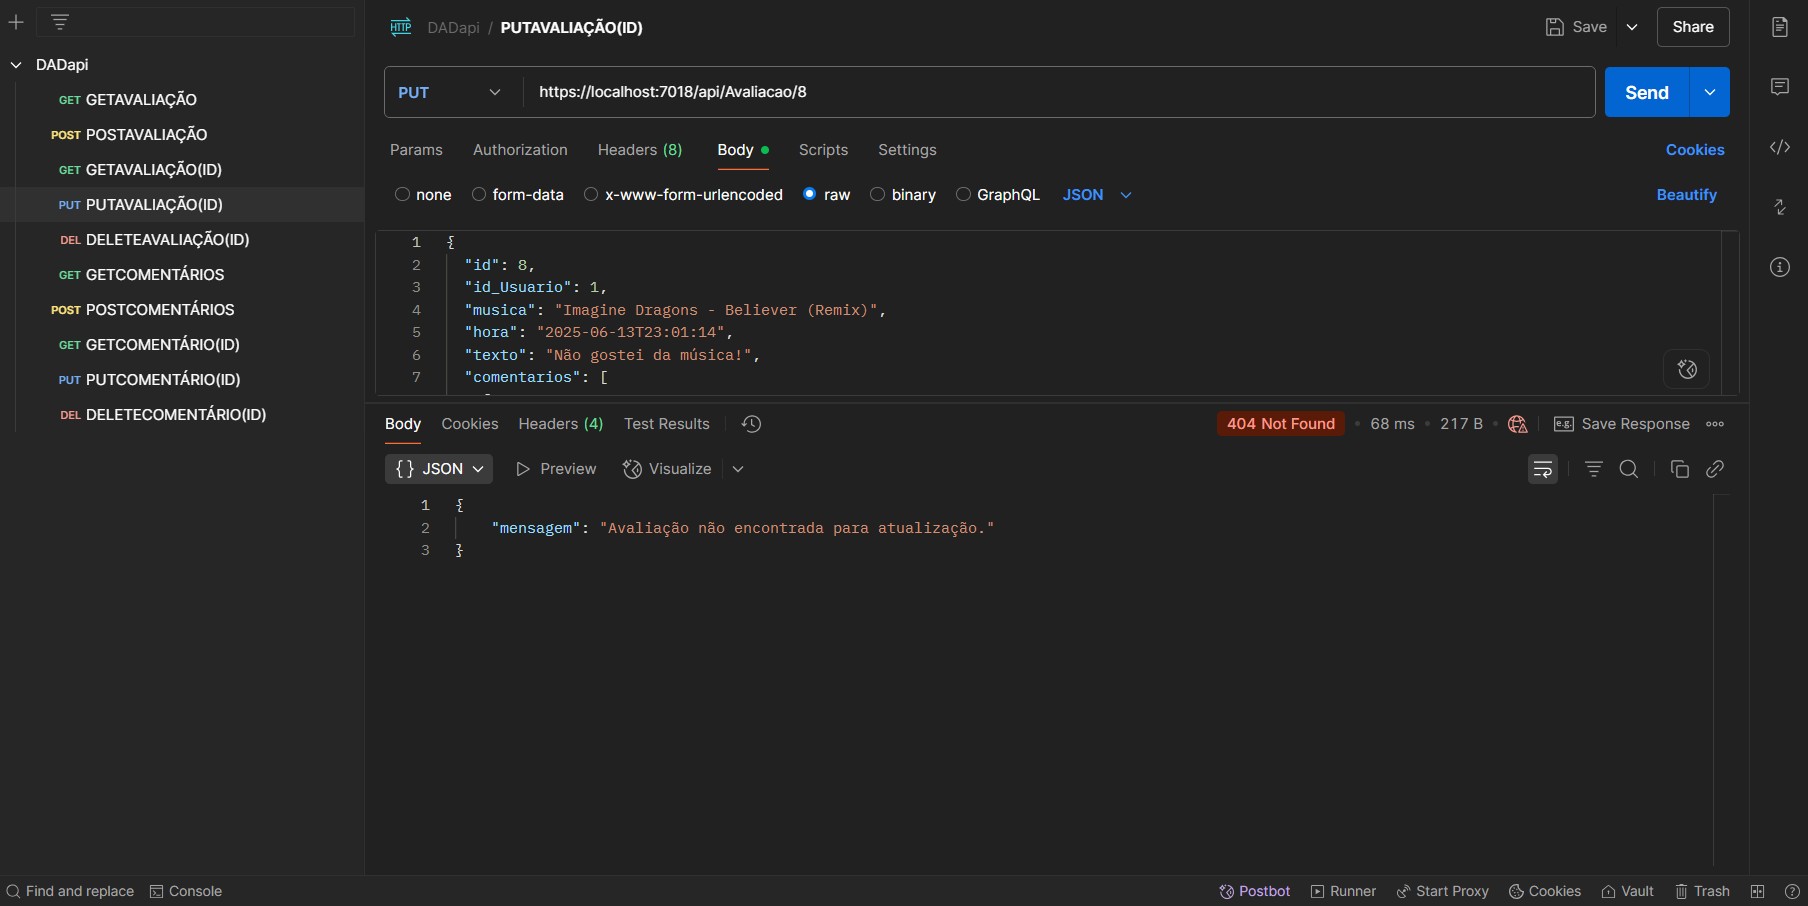 DADapi
GET GETAVALIAÇÃO
POST POSTAVALIAÇÃO
GET GETAVALIAÇÃO(ID)
PUT PUTAVALIAÇÃO(ID)
DEL DELETEAVALIAÇÃO(ID)
GET GETCOMENTÁRIOS
POST POSTCOMENTÁRIOS
GET GETCOMENTÁRIO(ID)
PUT PUTCOMENTÁRIO(ID)
DEL DELETECOMENTÁRIO(ID)
HTTP DADapi / PUTAVALIAÇÃO(ID) Save Share
PUT https://localhost:7018/api/Avaliacao/8 Send
Params Authorization Headers (8) Body Scripts Settings Cookies
none form-data x-www-form-urlencoded raw binary GraphQL JSON Beautify
1 {
2 "id": 8,
3 "id_Usuario": 1,
4 "musica": "Imagine Dragons - Believer (Remix)",
5 "hora": "2025-06-13T23:01:14",
6 "texto": "Não gostei da música!",
7 "comentarios": [
Body Cookies Headers (4) Test Results 404 Not Found • 68 ms • 217 B • e.g. Save Response
{} JSON Preview Visualize
1 {
2 "mensagem": "Avaliação não encontrada para atualização."
3 }
Find and replace Console Postbot Runner Start Proxy Cookies Vault Trash